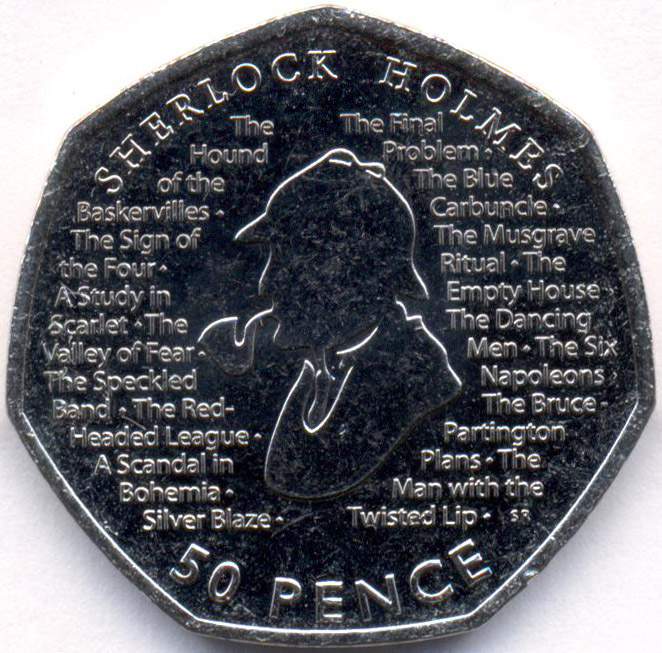 SHERLOCK HOLMES
The
Hound
of the
Baskervilles •
The Sign of
the Four •
A Study in
Scarlet • The
Valley of Fear •
The Speckled
Band • The Red-
Headed League •
A Scandal in
Bohemia •
Silver Blaze •
The Final
Problem •
The Blue
Carbuncle •
The Musgrave
Ritual • The
Empty House •
The Dancing
Men • The Six
Napoleons •
The Bruce-
Partington
Plans • The
Man with the
Twisted Lip •
SR
50 PENCE